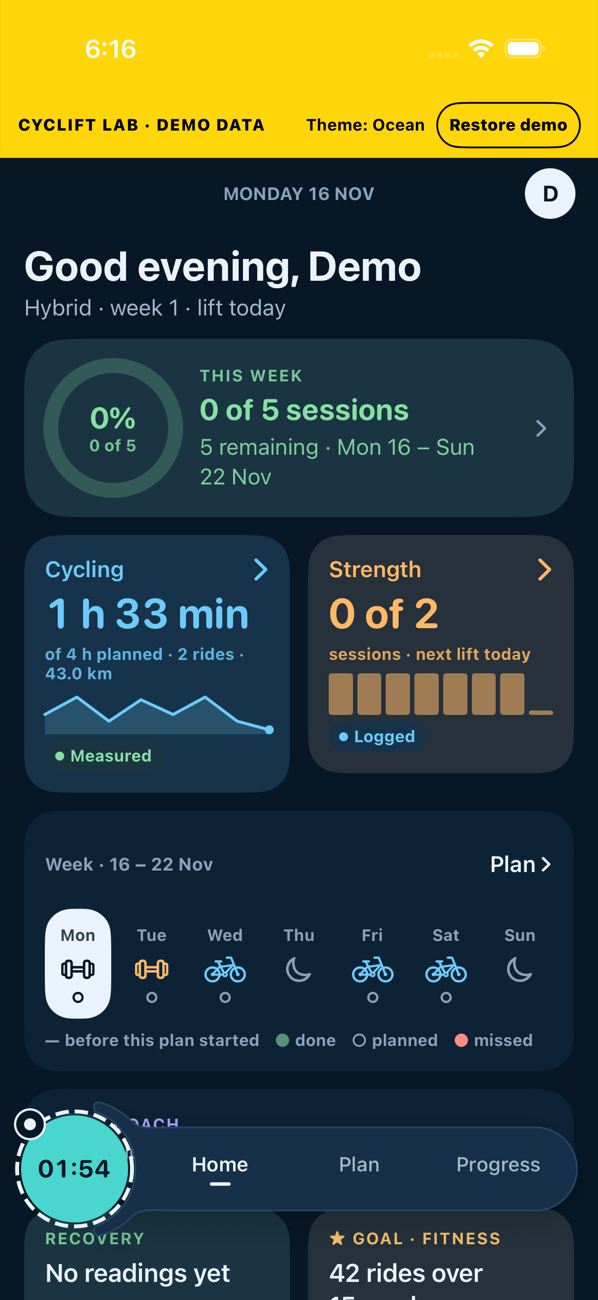 6:16
CYCLIFT LAB · DEMO DATA
Theme: Ocean
Restore demo
MONDAY 16 NOV
D
Good evening, Demo
Hybrid · week 1 · lift today
0%
0 of 5
THIS WEEK
0 of 5 sessions
5 remaining · Mon 16 – Sun
22 Nov
Cycling
1 h 33 min
of 4 h planned · 2 rides ·
43.0 km
Measured
Strength
0 of 2
sessions · next lift today
Logged
Week · 16 – 22 Nov
Plan
Mon Tue Wed Thu Fri Sat Sun
— before this plan started
done
planned
missed
01:54
Home
Plan
Progress
RECOVERY
No readings yet
GOAL · FITNESS
42 rides over